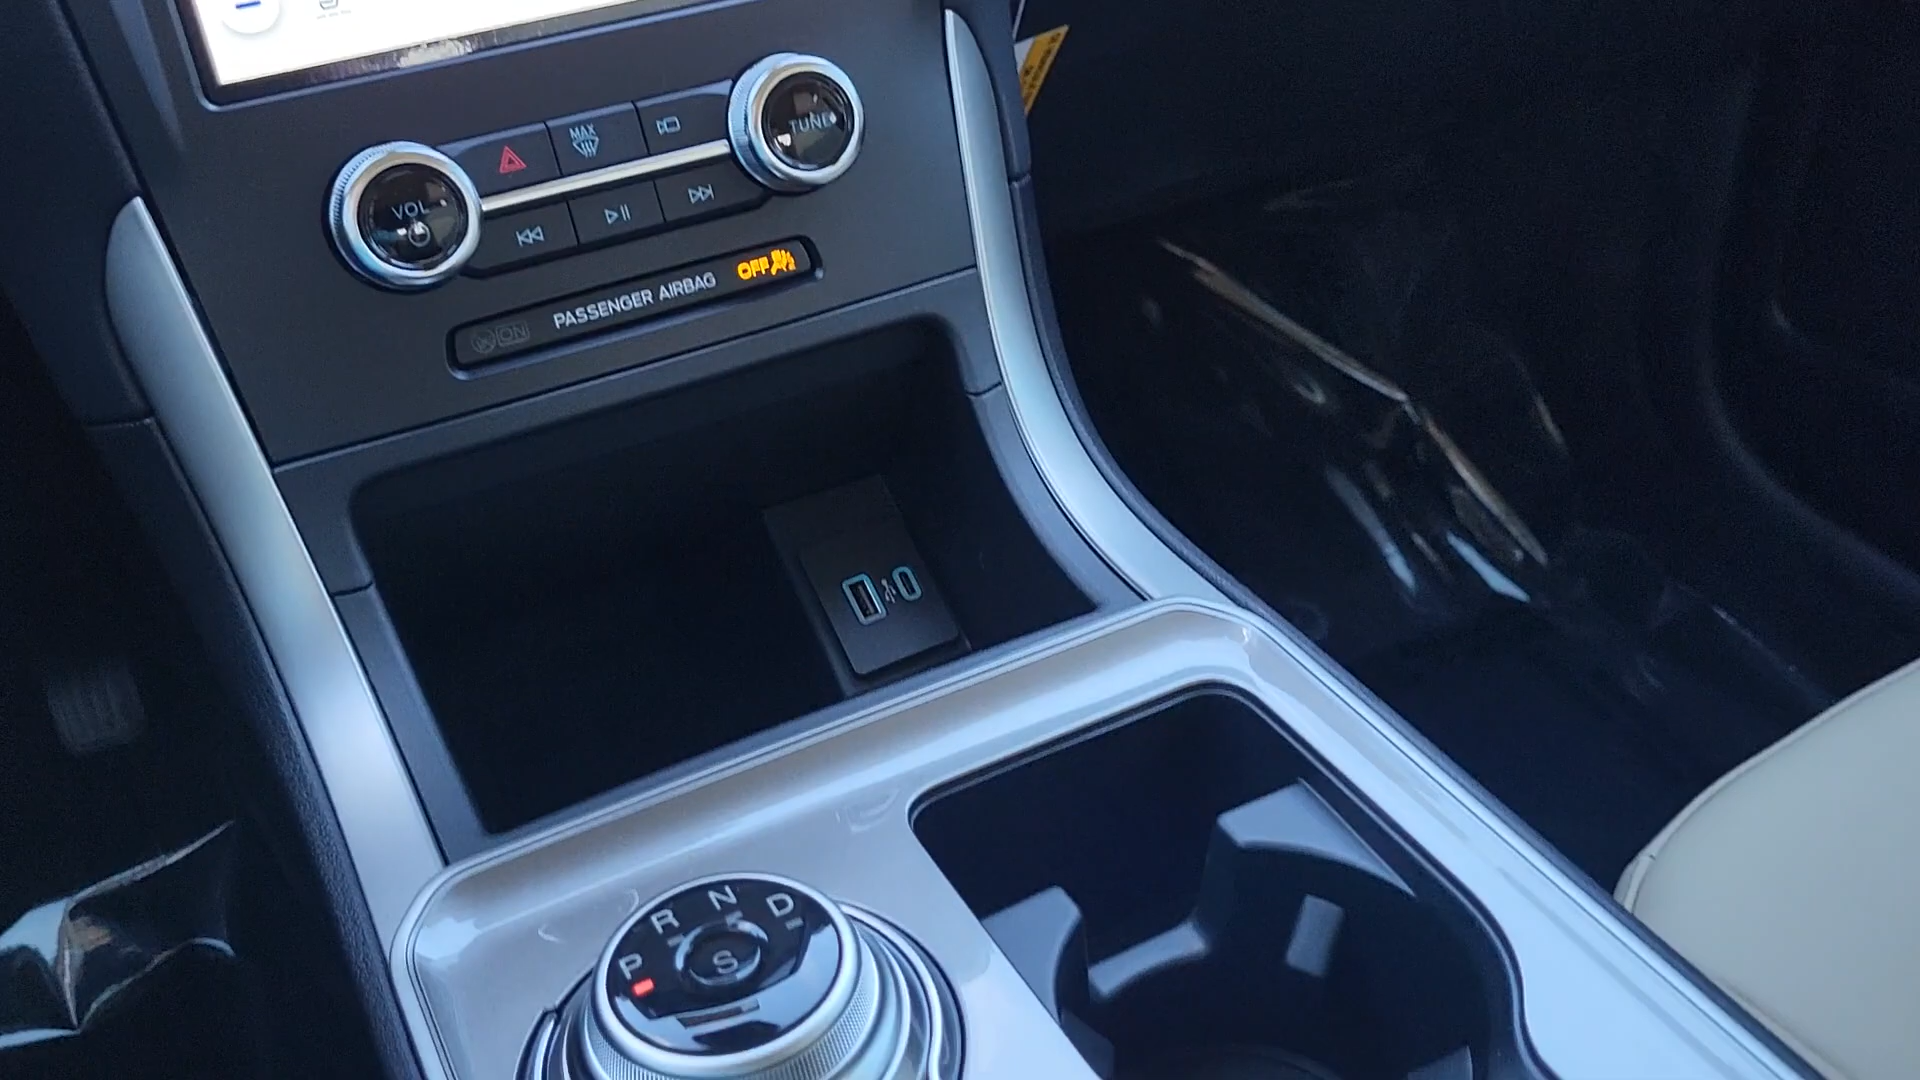 MAX
TUNE
VOL
PASSENGER AIRBAG OFF
ON
P R N D
S